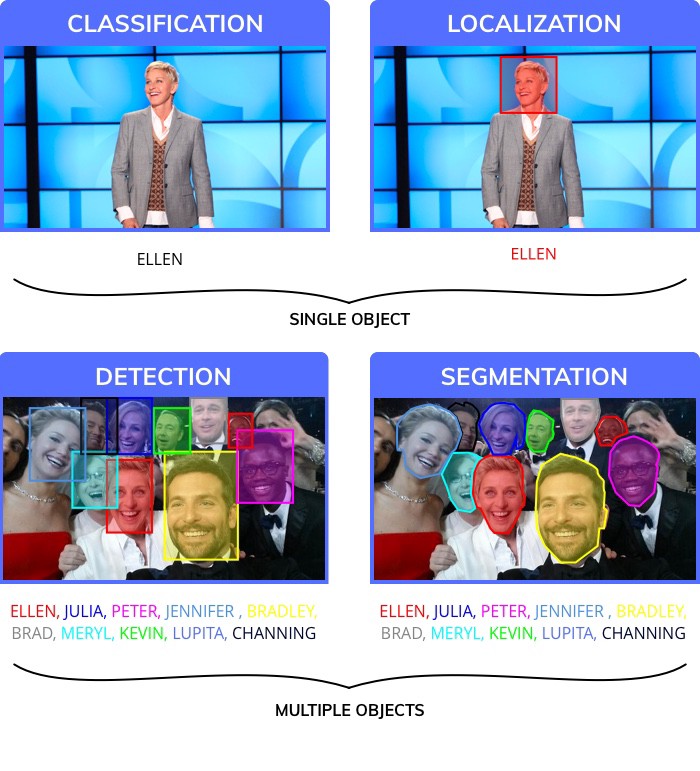 CLASSIFICATION
LOCALIZATION
ELLEN
ELLEN
SINGLE OBJECT
DETECTION
SEGMENTATION
ELLEN, JULIA, PETER, JENNIFER , BRADLEY,
BRAD, MERYL, KEVIN, LUPITA, CHANNING
ELLEN, JULIA, PETER, JENNIFER , BRADLEY,
BRAD, MERYL, KEVIN, LUPITA, CHANNING
MULTIPLE OBJECTS